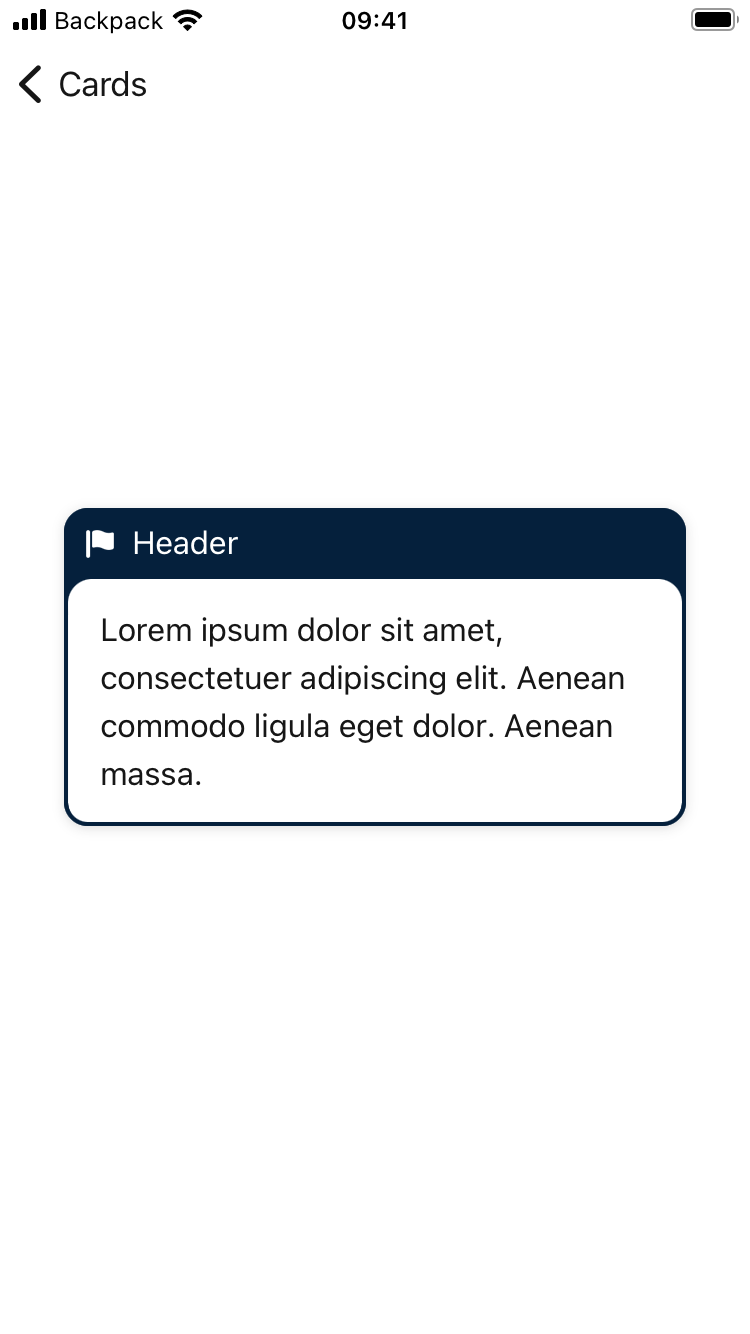 Backpack 09:41
Cards
Header
Lorem ipsum dolor sit amet,
consectetuer adipiscing elit. Aenean
commodo ligula eget dolor. Aenean
massa.